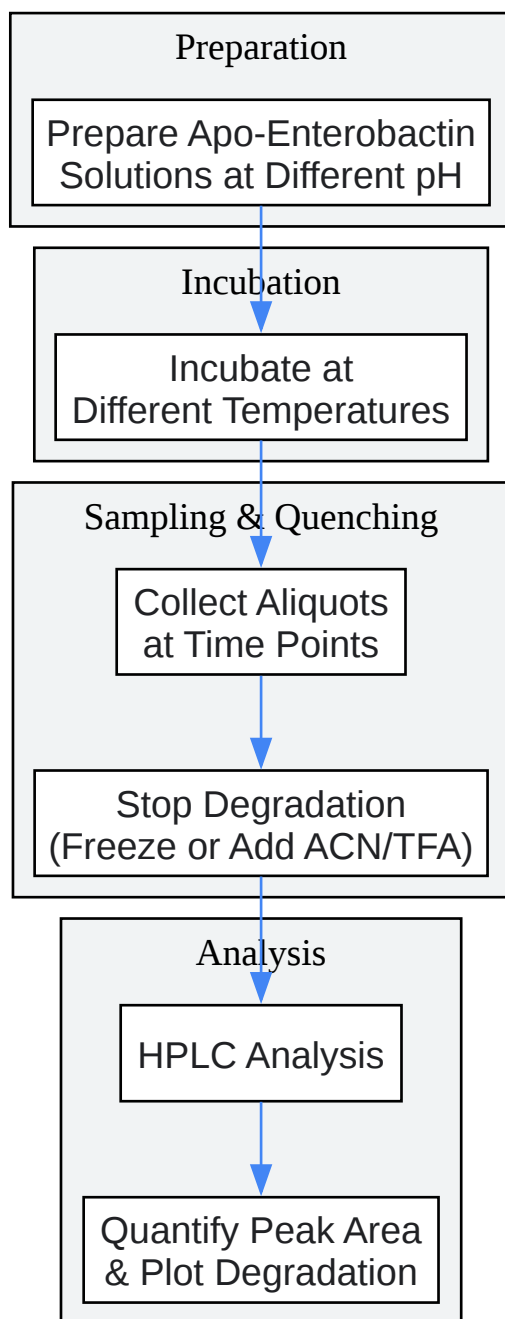 Preparation
Prepare Apo-Enterobactin
Solutions at Different pH
Incubation
Incubate at
Different Temperatures
Sampling & Quenching
Collect Aliquots
at Time Points
Stop Degradation
(Freeze or Add ACN/TFA)
Analysis
HPLC Analysis
Quantify Peak Area
& Plot Degradation